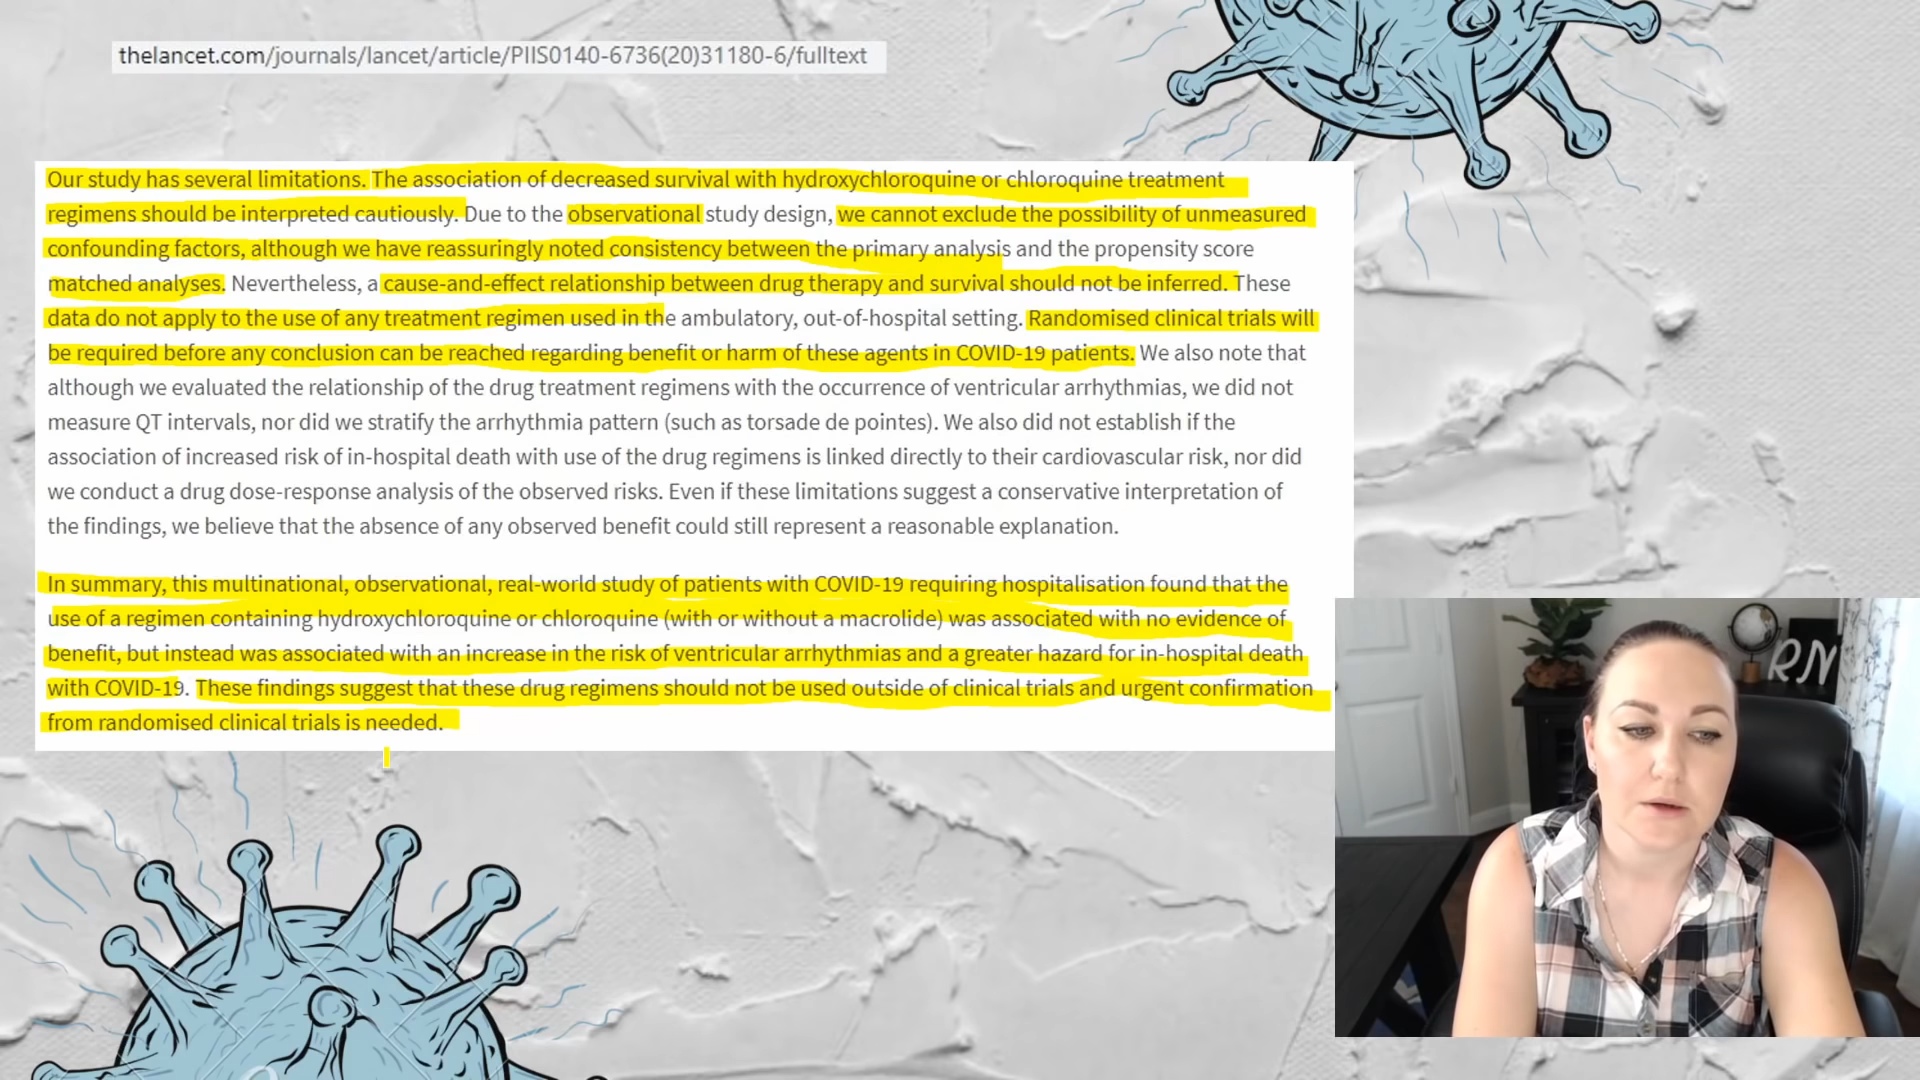 thelancet.com/journals/lancet/article/PIIS0140-6736(20)31180-6/fulltext
Our study has several limitations. The association of decreased survival with hydroxychloroquine or chloroquine treatment
regimens should be interpreted cautiously. Due to the observational study design, we cannot exclude the possibility of unmeasured
confounding factors, although we have reassuringly noted consistency between the primary analysis and the propensity score
matched analyses. Nevertheless, a cause-and-effect relationship between drug therapy and survival should not be inferred. These
data do not apply to the use of any treatment regimen used in the ambulatory, out-of-hospital setting. Randomised clinical trials will
be required before any conclusion can be reached regarding benefit or harm of these agents in COVID-19 patients. We also note that
although we evaluated the relationship of the drug treatment regimens with the occurrence of ventricular arrhythmias, we did not
measure QT intervals, nor did we stratify the arrhythmia pattern (such as torsade de pointes). We also did not establish if the
association of increased risk of in-hospital death with use of the drug regimens is linked directly to their cardiovascular risk, nor did
we conduct a drug dose-response analysis of the observed risks. Even if these limitations suggest a conservative interpretation of
the findings, we believe that the absence of any observed benefit could still represent a reasonable explanation.
In summary, this multinational, observational, real-world study of patients with COVID-19 requiring hospitalisation found that the
use of a regimen containing hydroxychloroquine or chloroquine (with or without a macrolide) was associated with no evidence of
benefit, but instead was associated with an increase in the risk of ventricular arrhythmias and a greater hazard for in-hospital death
with COVID-19. These findings suggest that these drug regimens should not be used outside of clinical trials and urgent confirmation
from randomised clinical trials is needed.
RN